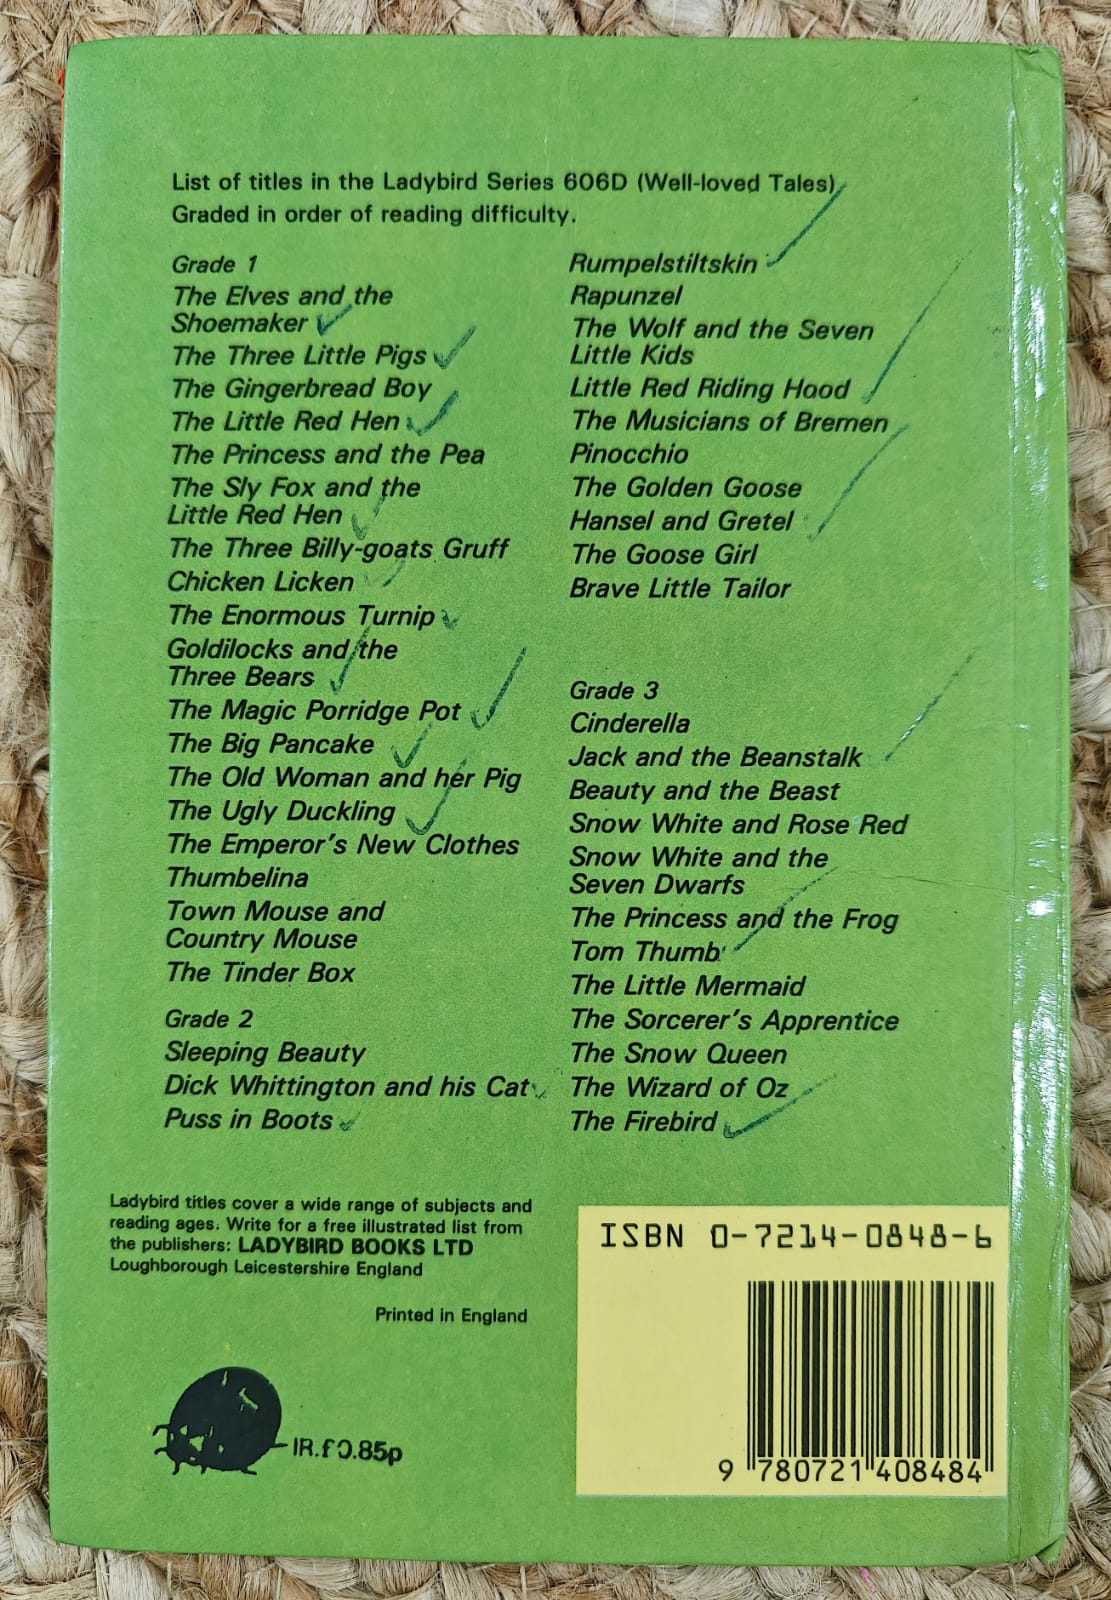 List of titles in the Ladybird Series 606D (Well-loved Tales)
Graded in order of reading difficulty.
Grade 1
The Elves and the
Shoemaker
The Three Little Pigs
The Gingerbread Boy
The Little Red Hen
The Princess and the Pea
The Sly Fox and the
Little Red Hen
The Three Billy-goats Gruff
Chicken Licken
The Enormous Turnip
Goldilocks and the
Three Bears
The Magic Porridge Pot
The Big Pancake
The Old Woman and her Pig
The Ugly Duckling
The Emperor's New Clothes
Thumbelina
Town Mouse and
Country Mouse
The Tinder Box
Grade 2
Sleeping Beauty
Dick Whittington and his Cat
Puss in Boots
Rumpelstiltskin
Rapunzel
The Wolf and the Seven
Little Kids
Little Red Riding Hood
The Musicians of Bremen
Pinocchio
The Golden Goose
Hansel and Gretel
The Goose Girl
Brave Little Tailor
Grade 3
Cinderella
Jack and the Beanstalk
Beauty and the Beast
Snow White and Rose Red
Snow White and the
Seven Dwarfs
The Princess and the Frog
Tom Thumb
The Little Mermaid
The Sorcerer's Apprentice
The Snow Queen
The Wizard of Oz
The Firebird
Ladybird titles cover a wide range of subjects and
reading ages. Write for a free illustrated list from
the publishers: LADYBIRD BOOKS LTD
Loughborough Leicestershire England
Printed in England
IR.£0.85p
ISBN 0-7214-0848-6
9 780721 408484